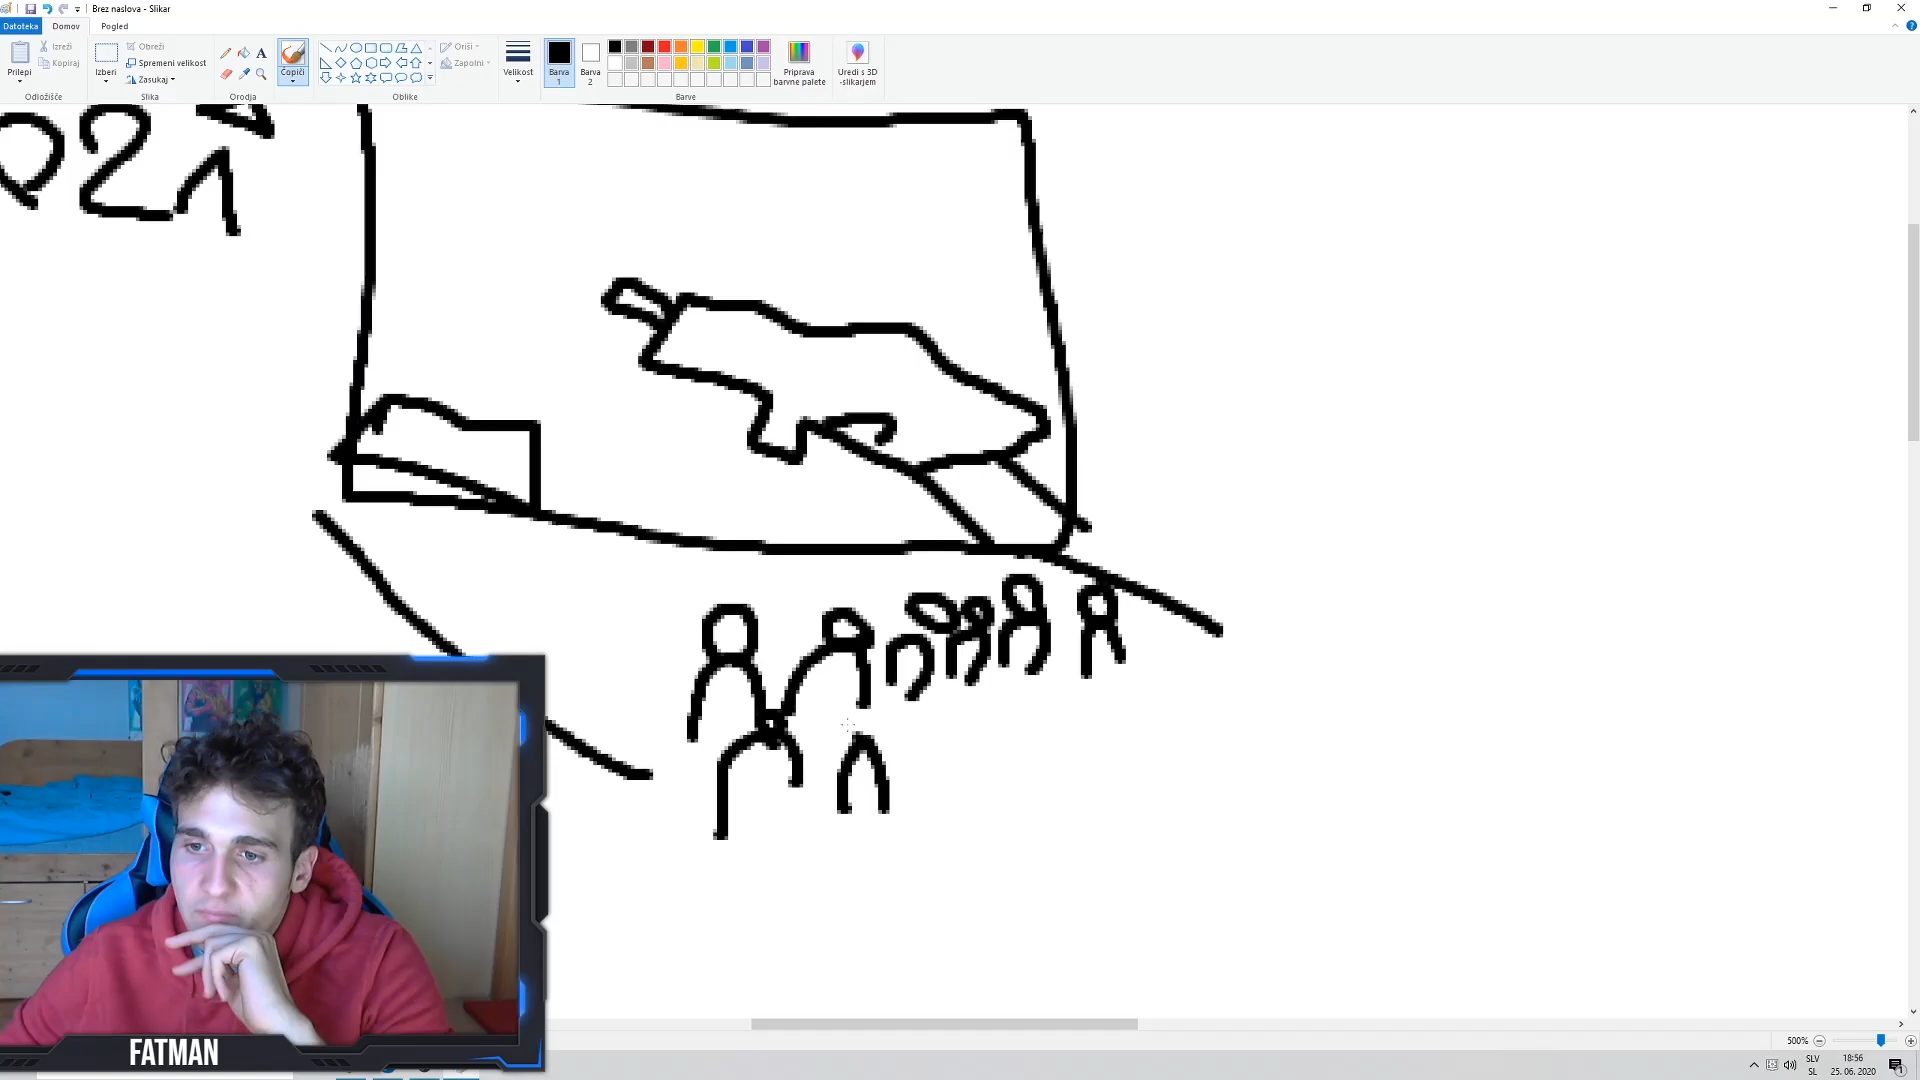 Brez naslova - Slikar
Datoteka Domov Pogled
Prilepi
Izreži
Kopiraj
Odložišče
Izberi
Obreži
Spremeni velikost
Zasukaj
Slika
Orodja
Čopiči
Oblike
Oriši
Zapolni
Velikost
Barva 1
Barva 2
Barve
Priprava barvne palete
Uredi s 3D -slikarjem
21
FATMAN
500%
SLV
SL
18:56
25. 06. 2020